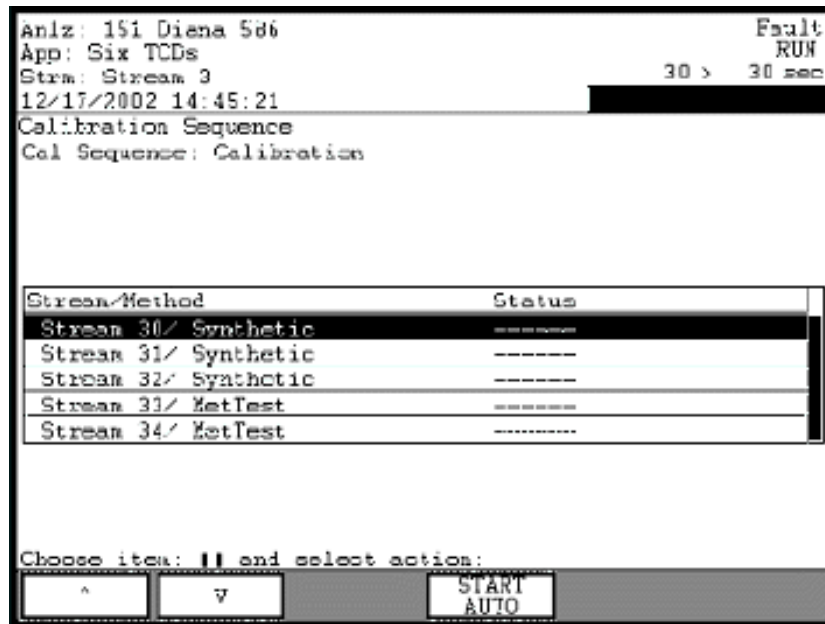 Anlz: 151 Diana 586
App: Six TCDs
Strm: Stream 3
12/17/2002 14:45:21
Fault
RUN
30 > 30 sec
Calibration Sequence
Cal Sequence: Calibration
Stream/Method Status
Stream 30/ Synthetic ------
Stream 31/ Synthetic ------
Stream 32/ Synthetic ------
Stream 33/ MetTest ------
Stream 34/ MetTest ----------
Choose item: and select action:
^ v START
AUTO